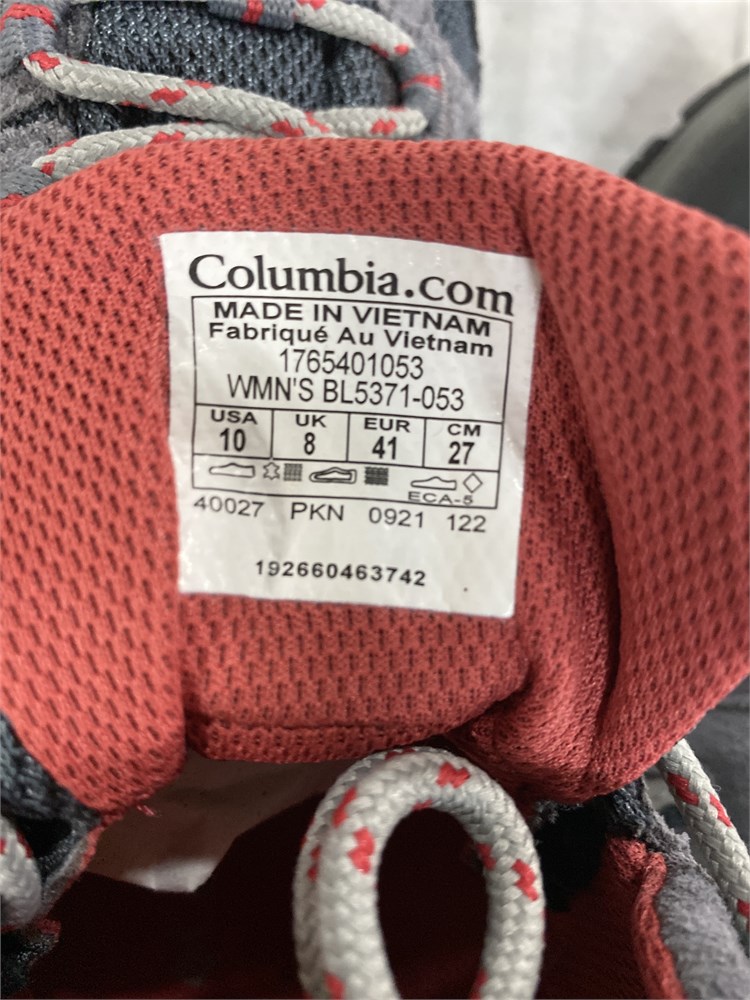 Columbia.com
MADE IN VIETNAM
Fabriqué Au Vietnam
1765401053
WMN'S BL5371-053
USA UK EUR CM
10 8 41 27
ECA-5
40027 PKN 0921 122
192660463742